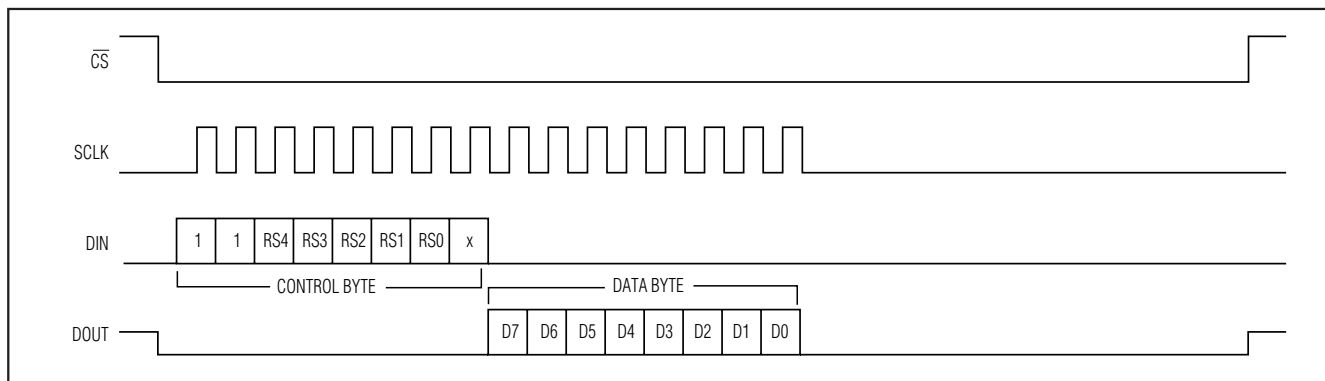 C̅S̅
SCLK
DIN
1 1 RS4 RS3 RS2 RS1 RS0 x
CONTROL BYTE
DATA BYTE
DOUT
D7 D6 D5 D4 D3 D2 D1 D0